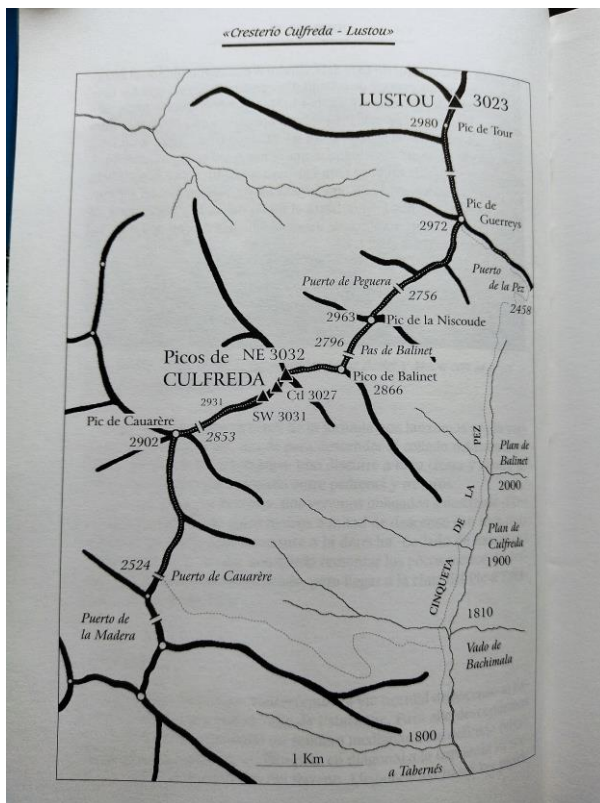 «Cresterío Culfreda - Lustou»
LUSTOU 3023
2980 Pic de Tour
Pic de
Guerreys
2972
Puerto
de la Pez
2458
Puerto de Peguera
2756
2963 Pic de la Niscoude
2796 Pas de Balinet
Picos de
CULFREDA
NE 3032
Ctl 3027
SW 3031
Pico de Balinet
2866
2931
Pic de Cauarère
2902
2853
PEZ
LA
DE
CINQUETA
Plan de
Balinet
2000
Plan de
Culfreda
1900
2524 Puerto de Cauarère
Puerto de
la Madera
1810
Vado de
Bachimala
1800
1 Km
a Tabernés